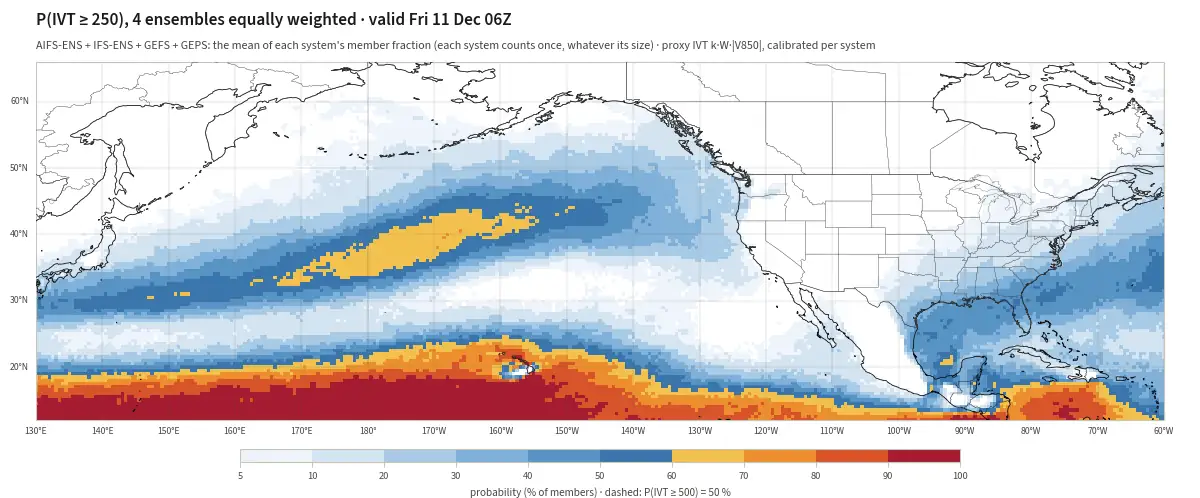 P(IVT ≥ 250), 4 ensembles equally weighted · valid Fri 11 Dec 06Z
AIFS-ENS + IFS-ENS + GEFS + GEPS: the mean of each system's member fraction (each system counts once, whatever its size) · proxy IVT k·W·|V850|, calibrated per system
60°N
50°N
40°N
30°N
20°N
130°E 140°E 150°E 160°E 170°E 180° 170°W 160°W 150°W 140°W 130°W 120°W 110°W 100°W 90°W 80°W 70°W 60°W
5 10 20 30 40 50 60 70 80 90 100
probability (% of members) · dashed: P(IVT ≥ 500) = 50 %